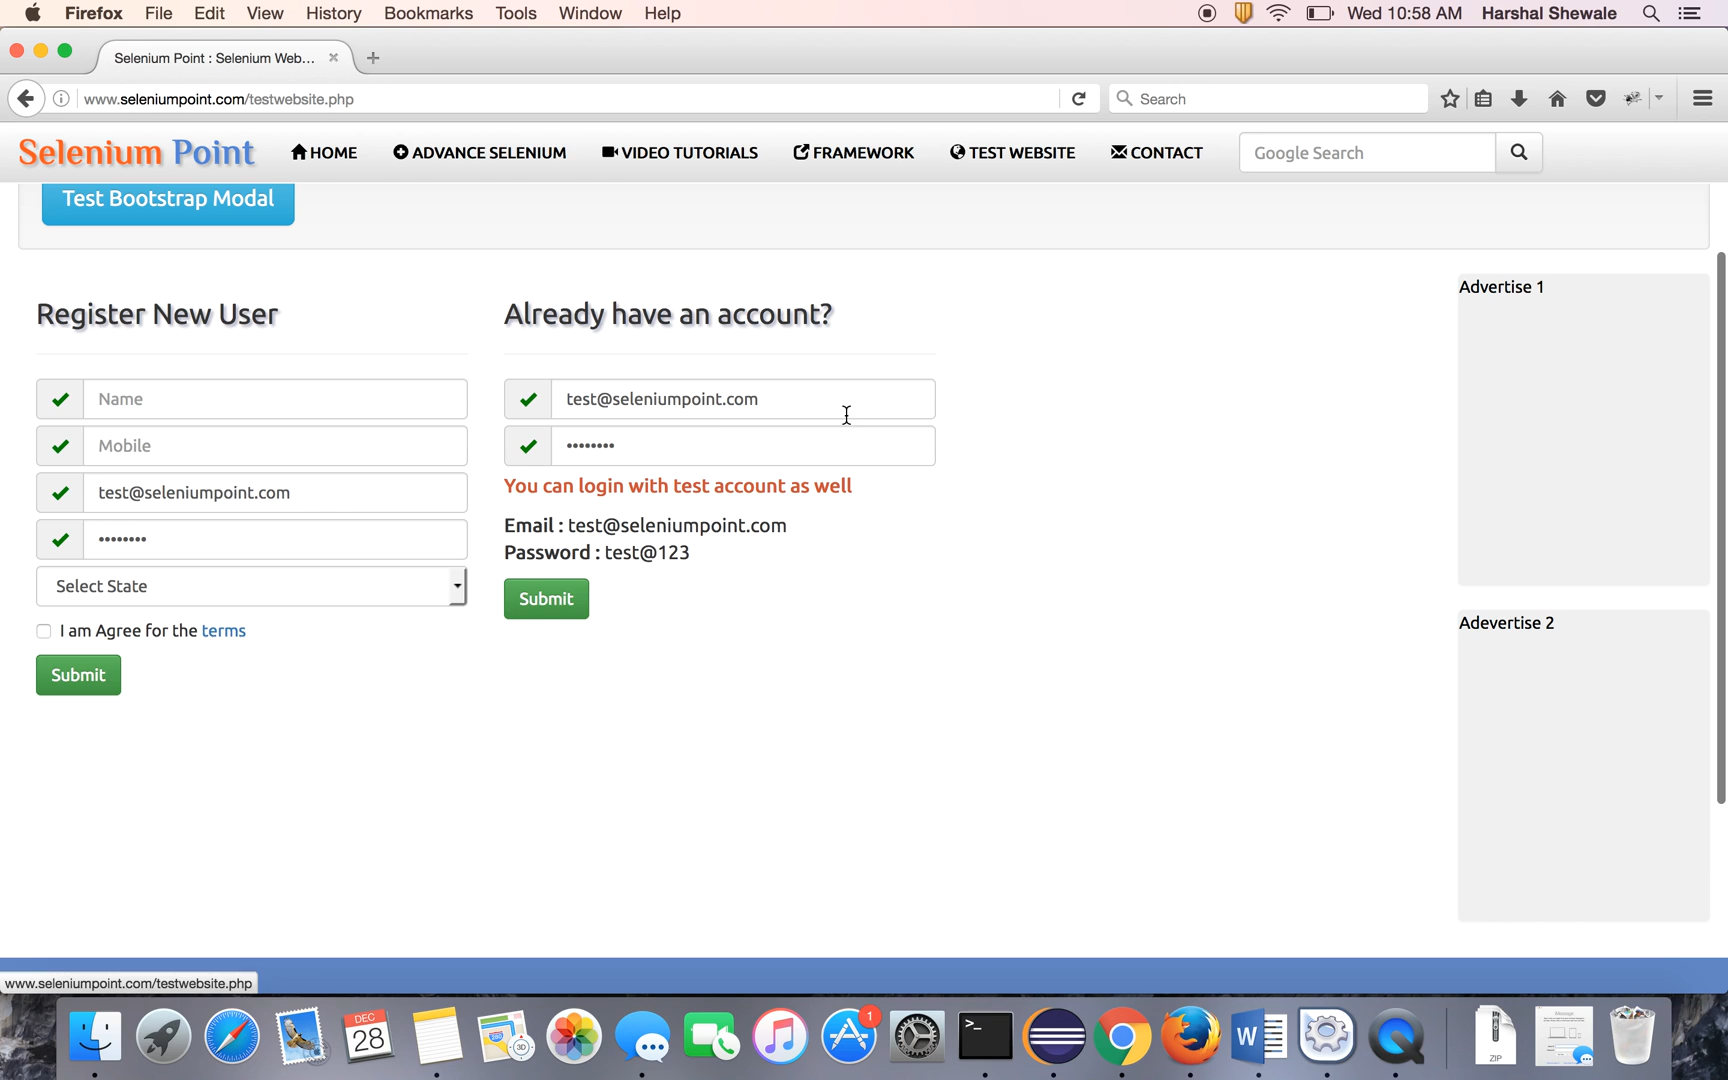 Firefox File Edit View History Bookmarks Tools Window Help Wed 10:58 AM Harshal Shewale
Selenium Point : Selenium Web...
www.seleniumpoint.com/testwebsite.php Search
Selenium Point HOME ADVANCE SELENIUM VIDEO TUTORIALS FRAMEWORK TEST WEBSITE CONTACT Google Search
Test Bootstrap Modal
Register New User
Name
Mobile
test@seleniumpoint.com
••••••••
Select State
I am Agree for the terms
Submit
Already have an account?
test@seleniumpoint.com
••••••••
You can login with test account as well
Email : test@seleniumpoint.com
Password : test@123
Submit
Advertise 1
Adevertise 2
www.seleniumpoint.com/testwebsite.php
DEC
28
3D
1
>_
W
ZIP
iMessage